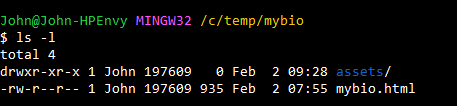 John@John-HPEnvy MINGW32 /c/temp/mybio
$ ls -l
total 4
drwxr-xr-x 1 John 197609   0 Feb  2 09:28 assets/
-rw-r--r-- 1 John 197609 935 Feb  2 07:55 mybio.html